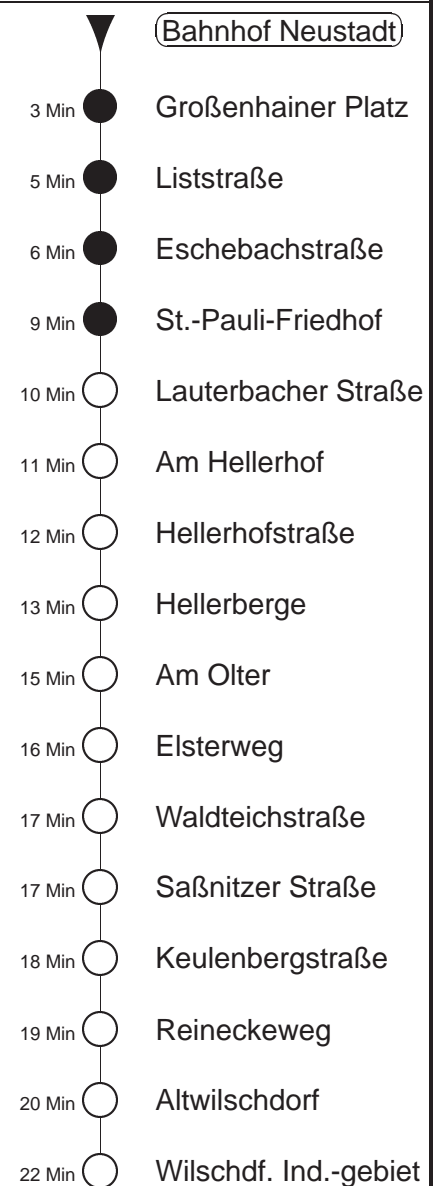 Bahnhof Neustadt
3 Min Großenhainer Platz
5 Min Liststraße
6 Min Eschebachstraße
9 Min St.-Pauli-Friedhof
10 Min Lauterbacher Straße
11 Min Am Hellerhof
12 Min Hellerhofstraße
13 Min Hellerberge
15 Min Am Olter
16 Min Elsterweg
17 Min Waldteichstraße
17 Min Saßnitzer Straße
18 Min Keulenbergstraße
19 Min Reineckeweg
20 Min Altwilschdorf
22 Min Wilschdf. Ind.-gebiet